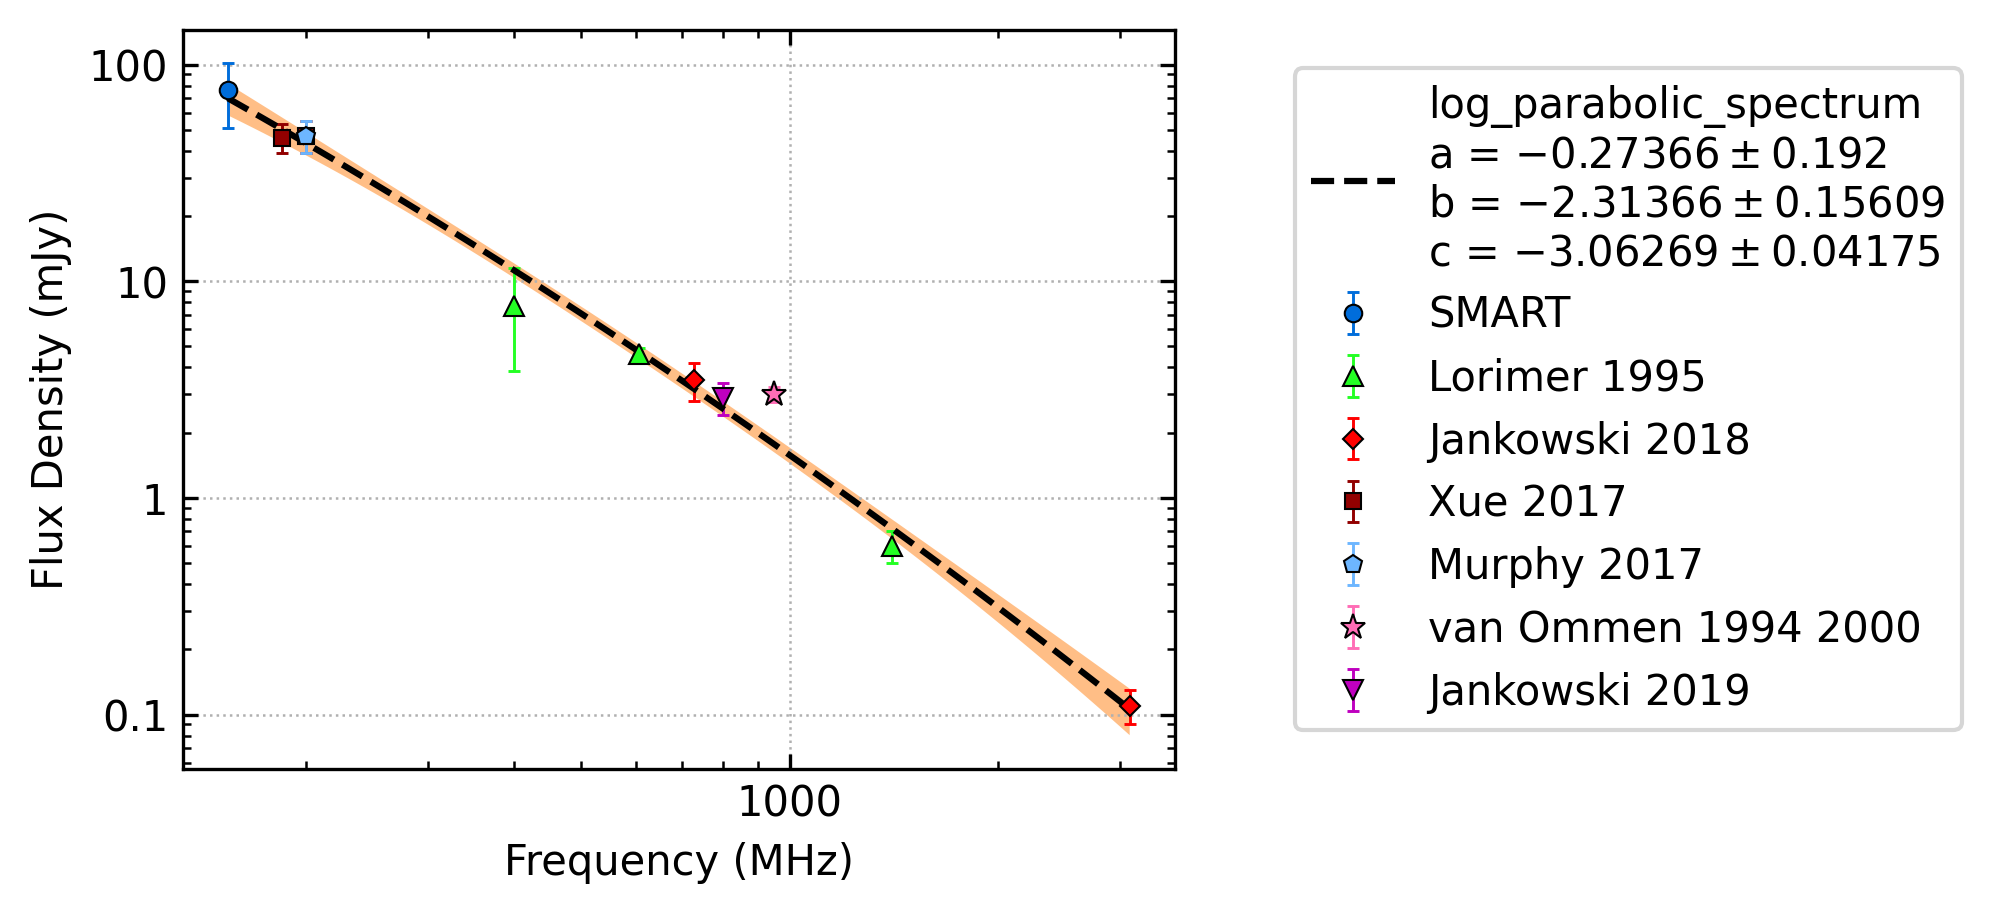 100
10
1
0.1
Flux Density (mJy)
1000
Frequency (MHz)
log_parabolic_spectrum
a = −0.27366 ± 0.192
b = −2.31366 ± 0.15609
c = −3.06269 ± 0.04175
SMART
Lorimer 1995
Jankowski 2018
Xue 2017
Murphy 2017
van Ommen 1994 2000
Jankowski 2019